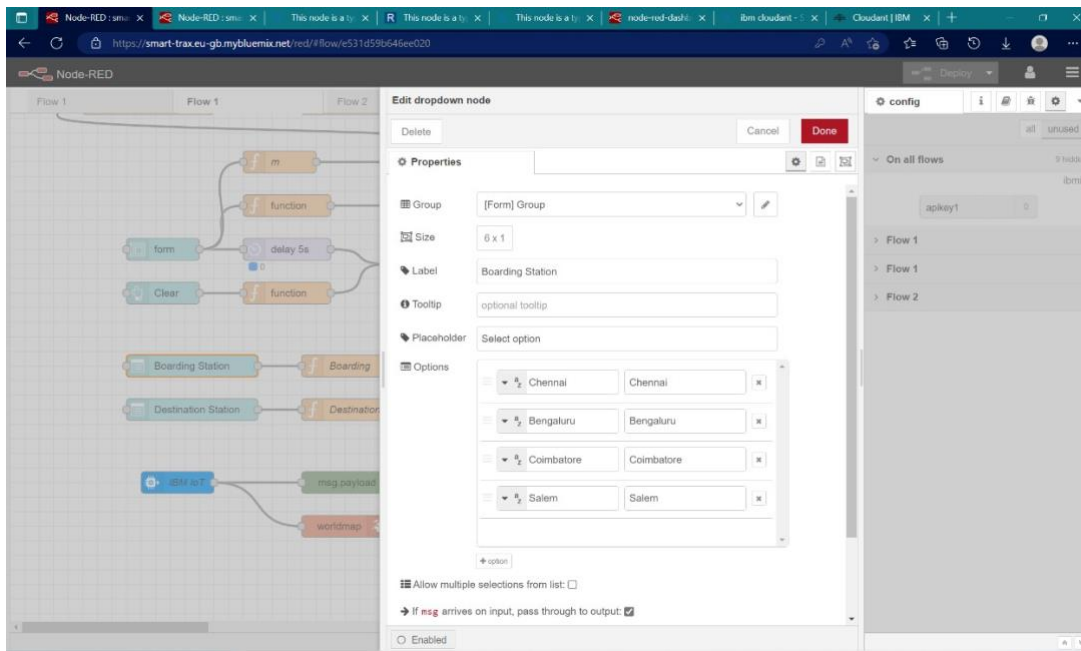 Node-RED : sma
Node-RED : sma
This node is a ty
This node is a ty
This node is a ty
node-red-dashb
ibm cloudant - S
Cloudant | IBM
https://smart-trax.eu-gb.mybluemix.net/red/#flow/e531d59b646ee020
Node-RED
Deploy
Flow 1
Flow 1
Flow 2
m
function
form
delay 5s
0
Clear
function
Boarding Station
Boarding
Destination Station
Destination
IBM IoT
msg.payload
worldmap
Edit dropdown node
Delete
Cancel
Done
Properties
Group
[Form] Group
Size
6 x 1
Label
Boarding Station
Tooltip
optional tooltip
Placeholder
Select option
Options
Chennai
Chennai
Bengaluru
Bengaluru
Coimbatore
Coimbatore
Salem
Salem
+ option
Allow multiple selections from list:
If msg arrives on input, pass through to output:
Enabled
config
all
unused
On all flows
9 hidd
ibmi
apikey1
0
Flow 1
Flow 1
Flow 2